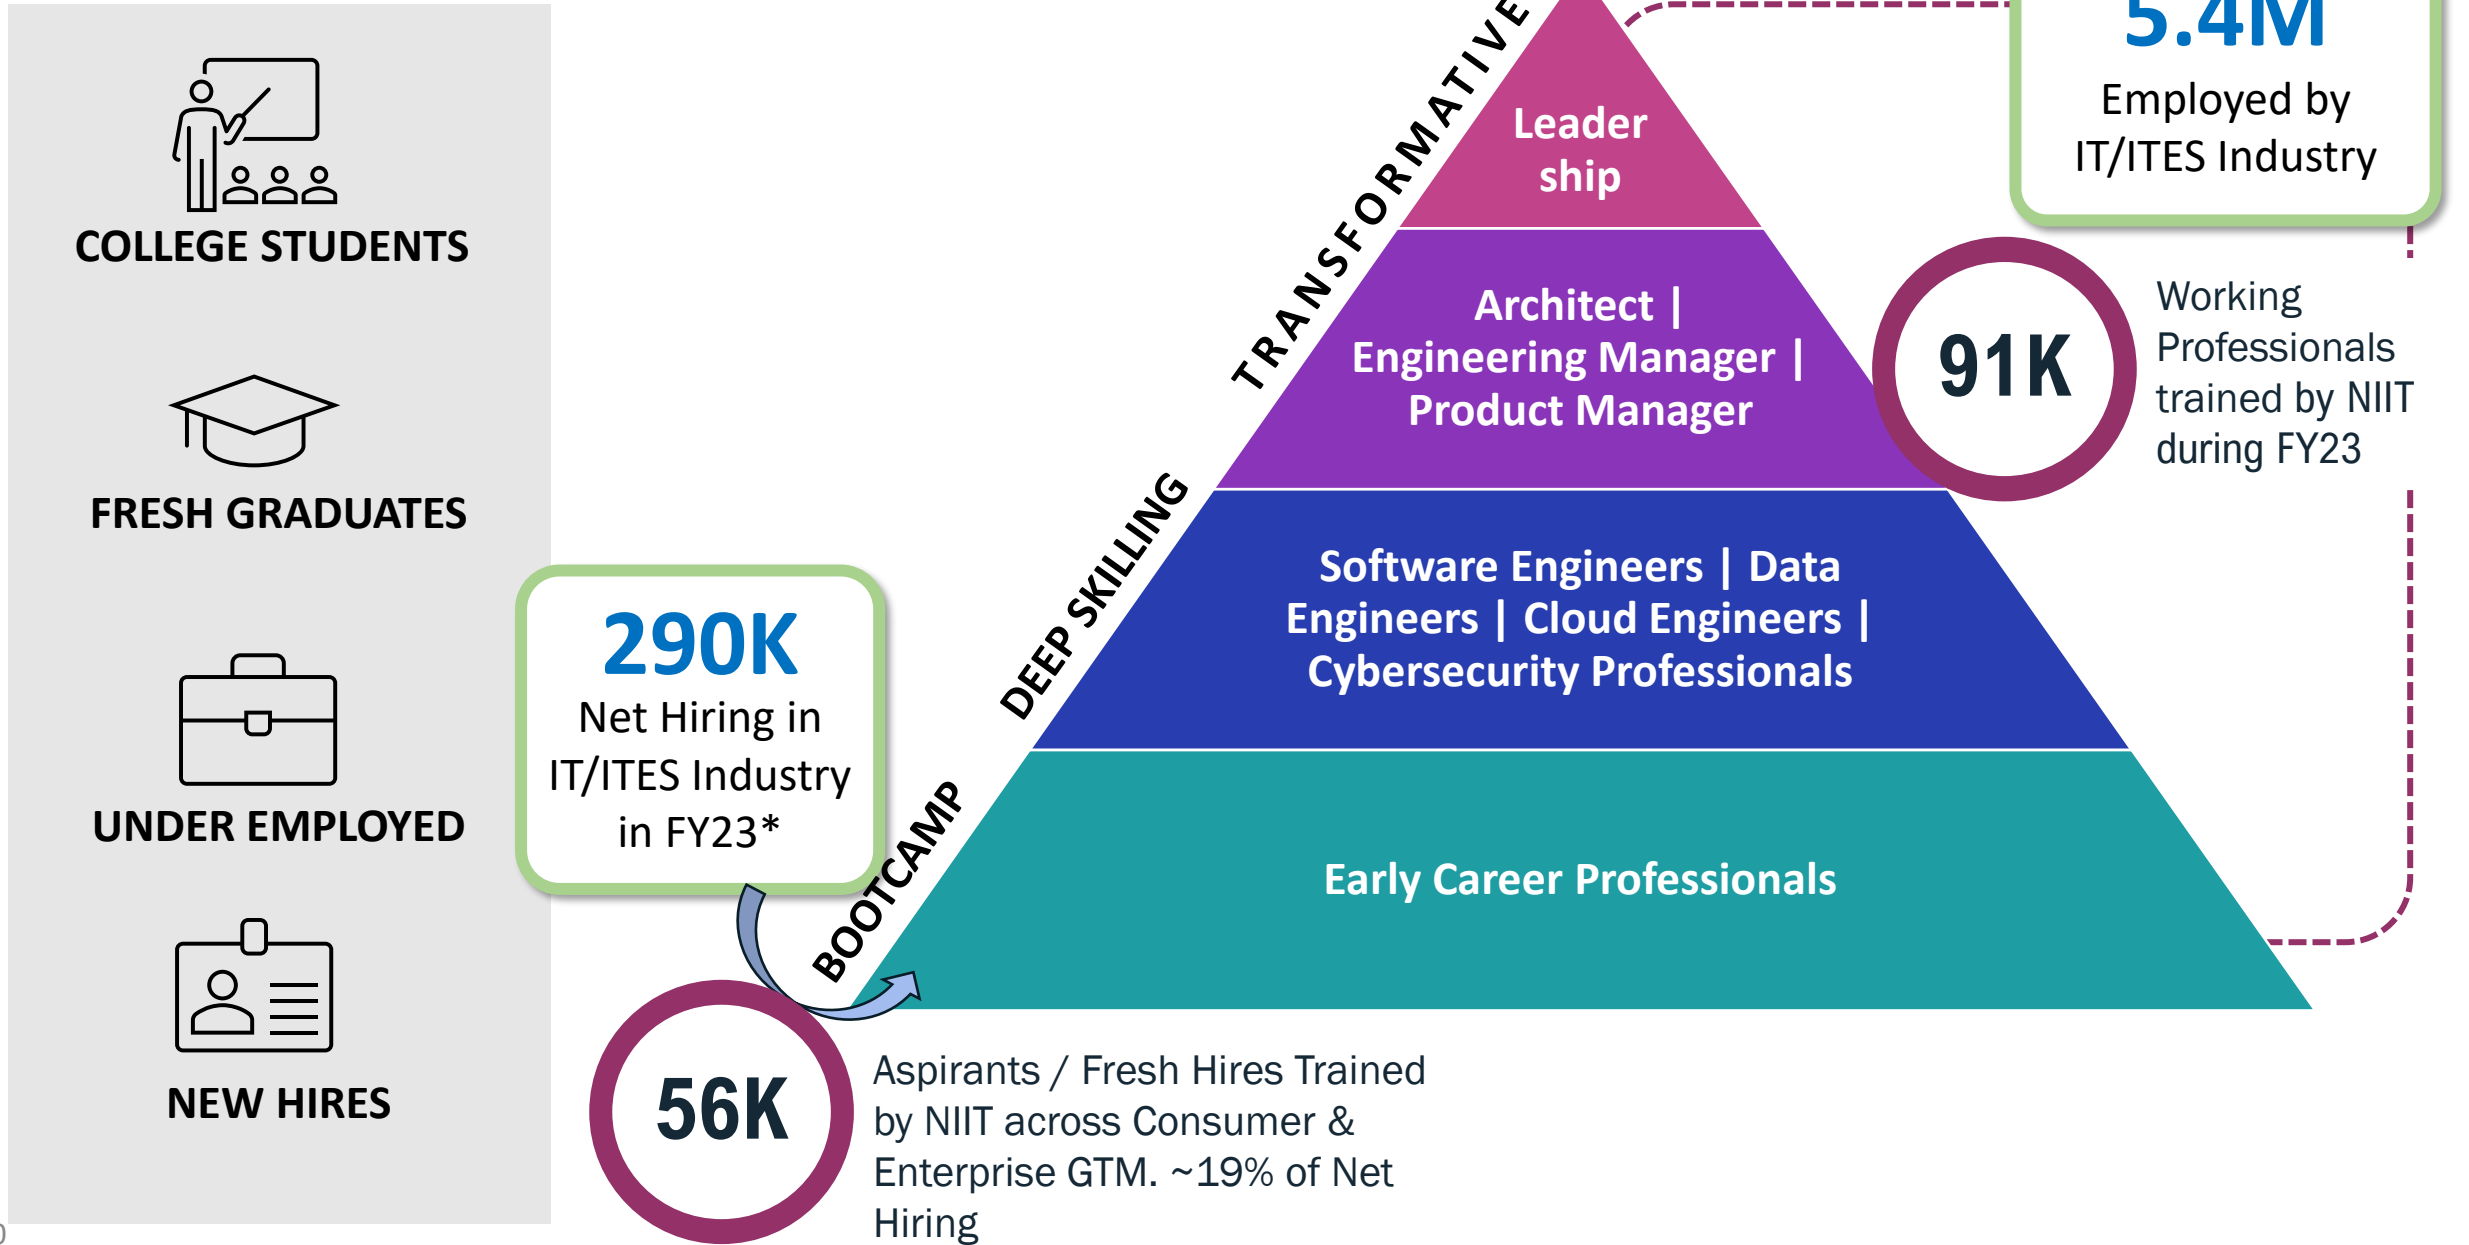 COLLEGE STUDENTS
FRESH GRADUATES
UNDER EMPLOYED
NEW HIRES
290K
Net Hiring in
IT/ITES Industry
in FY23*
56K
Aspirants / Fresh Hires Trained
by NIIT across Consumer &
Enterprise GTM. ~19% of Net
Hiring
BOOTCAMP
DEEP SKILLING
TRANSFORMATIVE
Leader
ship
Architect |
Engineering Manager |
Product Manager
Software Engineers | Data
Engineers | Cloud Engineers |
Cybersecurity Professionals
Early Career Professionals
5.4M
Employed by
IT/ITES Industry
91K
Working
Professionals
trained by NIIT
during FY23